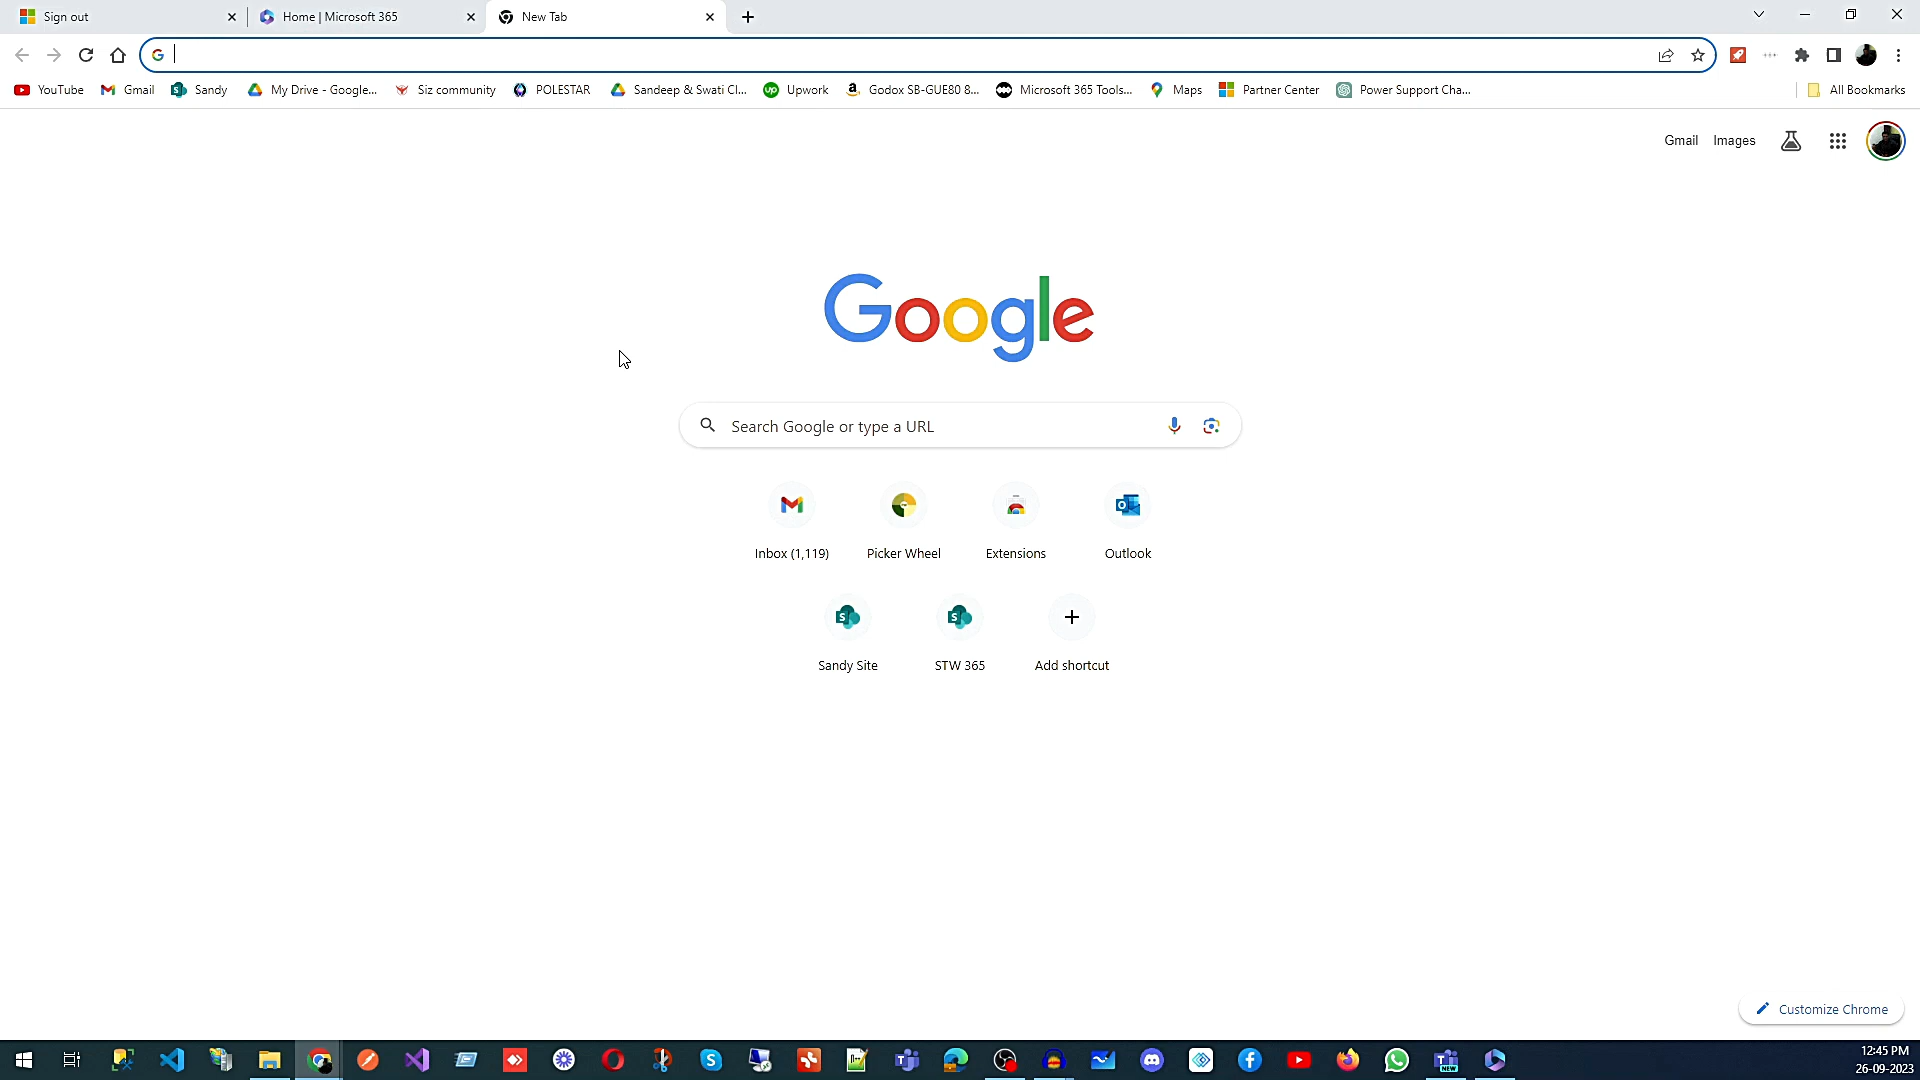 Sign out
Home | Microsoft 365
New Tab
YouTube
Gmail
Sandy
My Drive - Google...
Siz community
POLESTAR
Sandeep & Swati Cl...
Upwork
Godox SB-GUE80 8...
Microsoft 365 Tools...
Maps
Partner Center
Power Support Cha...
All Bookmarks
Gmail
Images
Google
Search Google or type a URL
Inbox (1,119)
Picker Wheel
Extensions
Outlook
Sandy Site
STW 365
Add shortcut
Customize Chrome
NEW
12:45 PM
26-09-2023